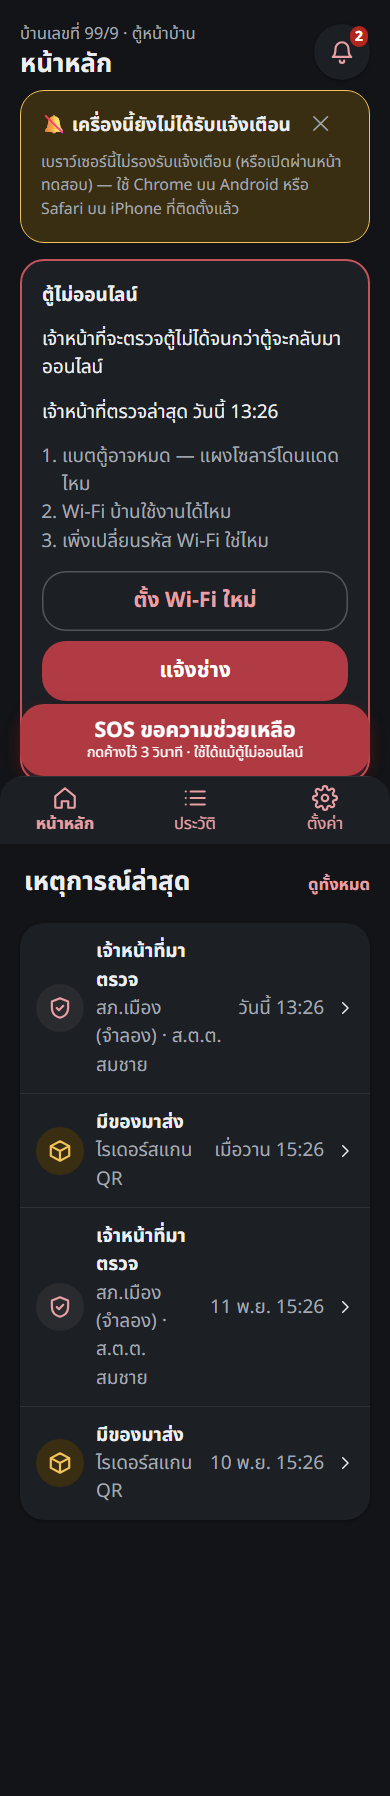 บ้านเลขที่ 99/9 · ตู้หน้าบ้าน
หน้าหลัก
2
เครื่องนี้ยังไม่ได้รับแจ้งเตือน
เบราว์เซอร์นี้ไม่รองรับแจ้งเตือน (หรือเปิดผ่านหน้า
ทดสอบ) — ใช้ Chrome บน Android หรือ
Safari บน iPhone ที่ติดตั้งแล้ว
ตู้ไม่ออนไลน์
เจ้าหน้าที่จะตรวจตู้ไม่ได้จนกว่าตู้จะกลับมา
ออนไลน์
เจ้าหน้าที่ตรวจล่าสุด วันนี้ 13:26
1. แบตตู้อาจหมด — แผงโซลาร์โดนแดด
ไหม
2. Wi-Fi บ้านใช้งานได้ไหม
3. เพิ่งเปลี่ยนรหัส Wi-Fi ใช่ไหม
ตั้ง Wi-Fi ใหม่
แจ้งช่าง
SOS ขอความช่วยเหลือ
กดค้างไว้ 3 วินาที · ใช้ได้แม้ตู้ไม่ออนไลน์
หน้าหลัก
ประวัติ
ตั้งค่า
เหตุการณ์ล่าสุด
ดูทั้งหมด
เจ้าหน้าที่มา
ตรวจ
สภ.เมือง
(จำลอง) · ส.ต.ต.
สมชาย
วันนี้ 13:26
มีของมาส่ง
ไรเดอร์สแกน
QR
เมื่อวาน 15:26
เจ้าหน้าที่มา
ตรวจ
สภ.เมือง
(จำลอง) ·
ส.ต.ต.
สมชาย
11 พ.ย. 15:26
มีของมาส่ง
ไรเดอร์สแกน
QR
10 พ.ย. 15:26